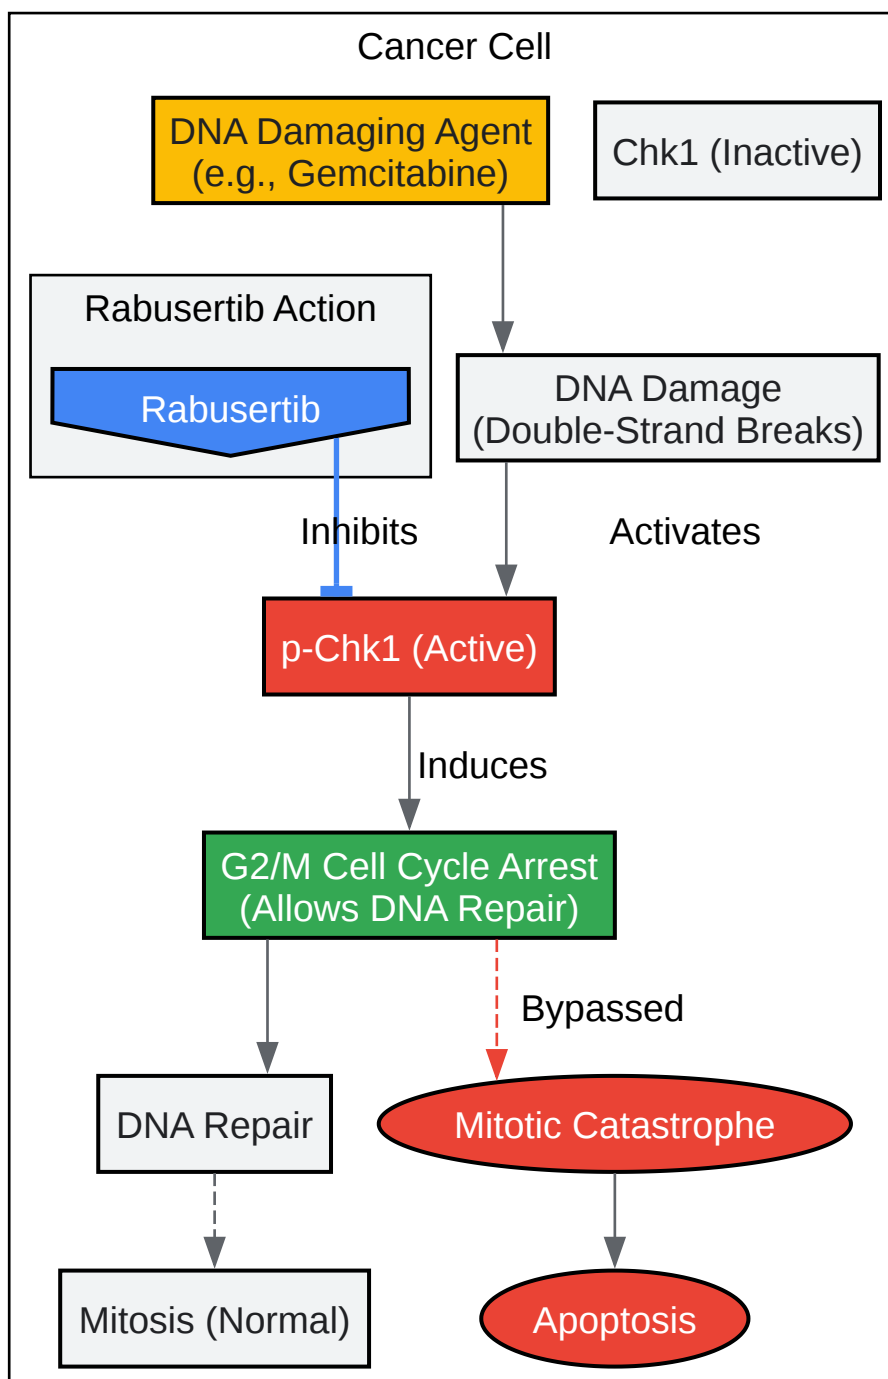 Cancer Cell
DNA Damaging Agent
(e.g., Gemcitabine)
Chk1 (Inactive)
Rabusertib Action
Rabusertib
DNA Damage
(Double-Strand Breaks)
Inhibits
Activates
p-Chk1 (Active)
Induces
G2/M Cell Cycle Arrest
(Allows DNA Repair)
Bypassed
DNA Repair
Mitotic Catastrophe
Mitosis (Normal)
Apoptosis